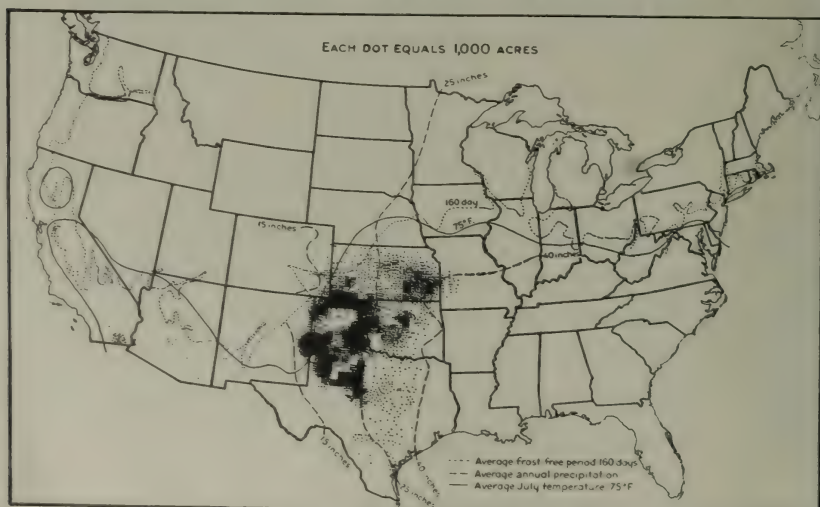 EACH DOT EQUALS 1,000 ACRES
25 inches
160 day
75°F
15 inches
40 inches
15 inches
25 inches
40 inches
Average frost free period 160 days
Average annual precipitation
Average July temperature 75°F